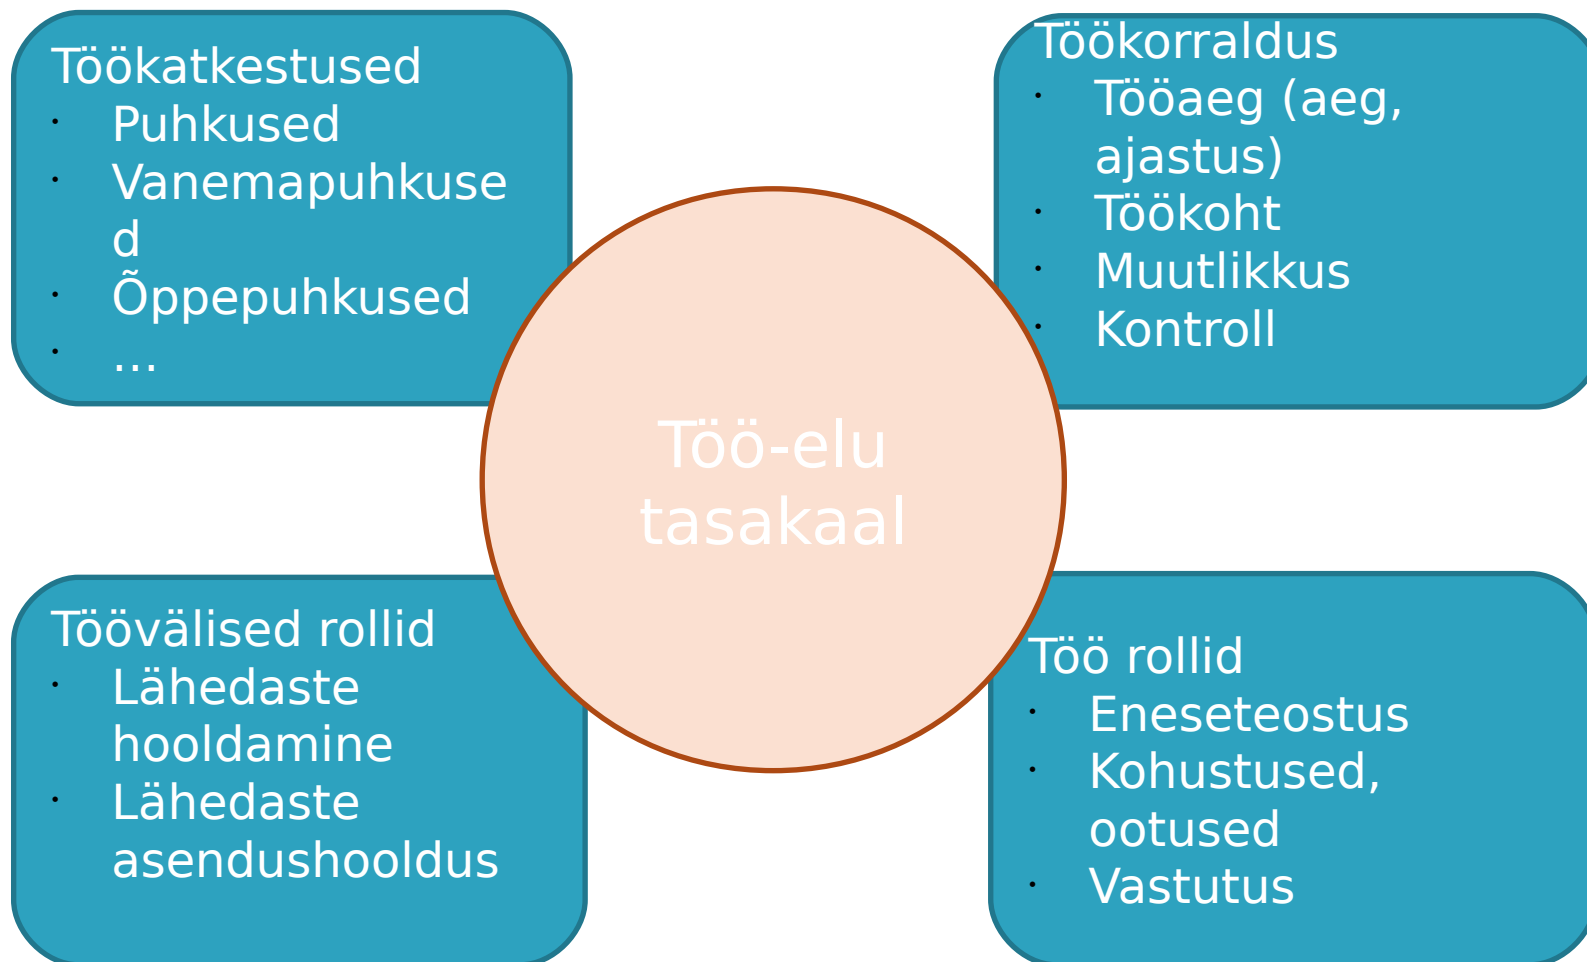 Töökatkestused
· Puhkused
· Vanemapuhkuse
d
· Õppepuhkused
· ...
Töökorraldus
· Tööaeg (aeg,
ajastus)
· Töökoht
· Muutlikkus
· Kontroll
Töö-elu
tasakaal
Töövälised rollid
· Lähedaste
hooldamine
· Lähedaste
asendushooldus
Töö rollid
· Eneseteostus
· Kohustused,
ootused
· Vastutus